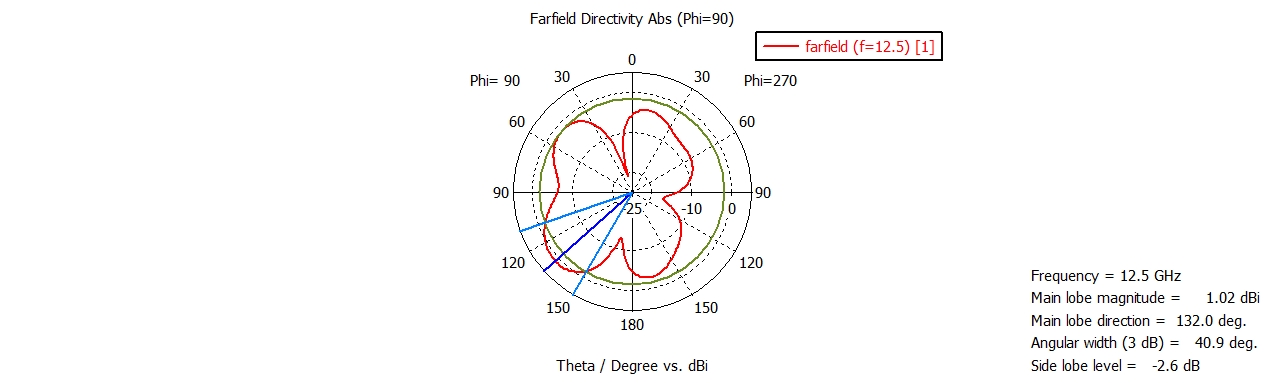 Farfield Directivity Abs (Phi=90)
farfield (f=12.5) [1]
0
Phi= 90 30 30 Phi=270
60 60
90 -25 -10 0 90
120 120
150 150
180
Theta / Degree vs. dBi
Frequency = 12.5 GHz
Main lobe magnitude = 1.02 dBi
Main lobe direction = 132.0 deg.
Angular width (3 dB) = 40.9 deg.
Side lobe level = -2.6 dB